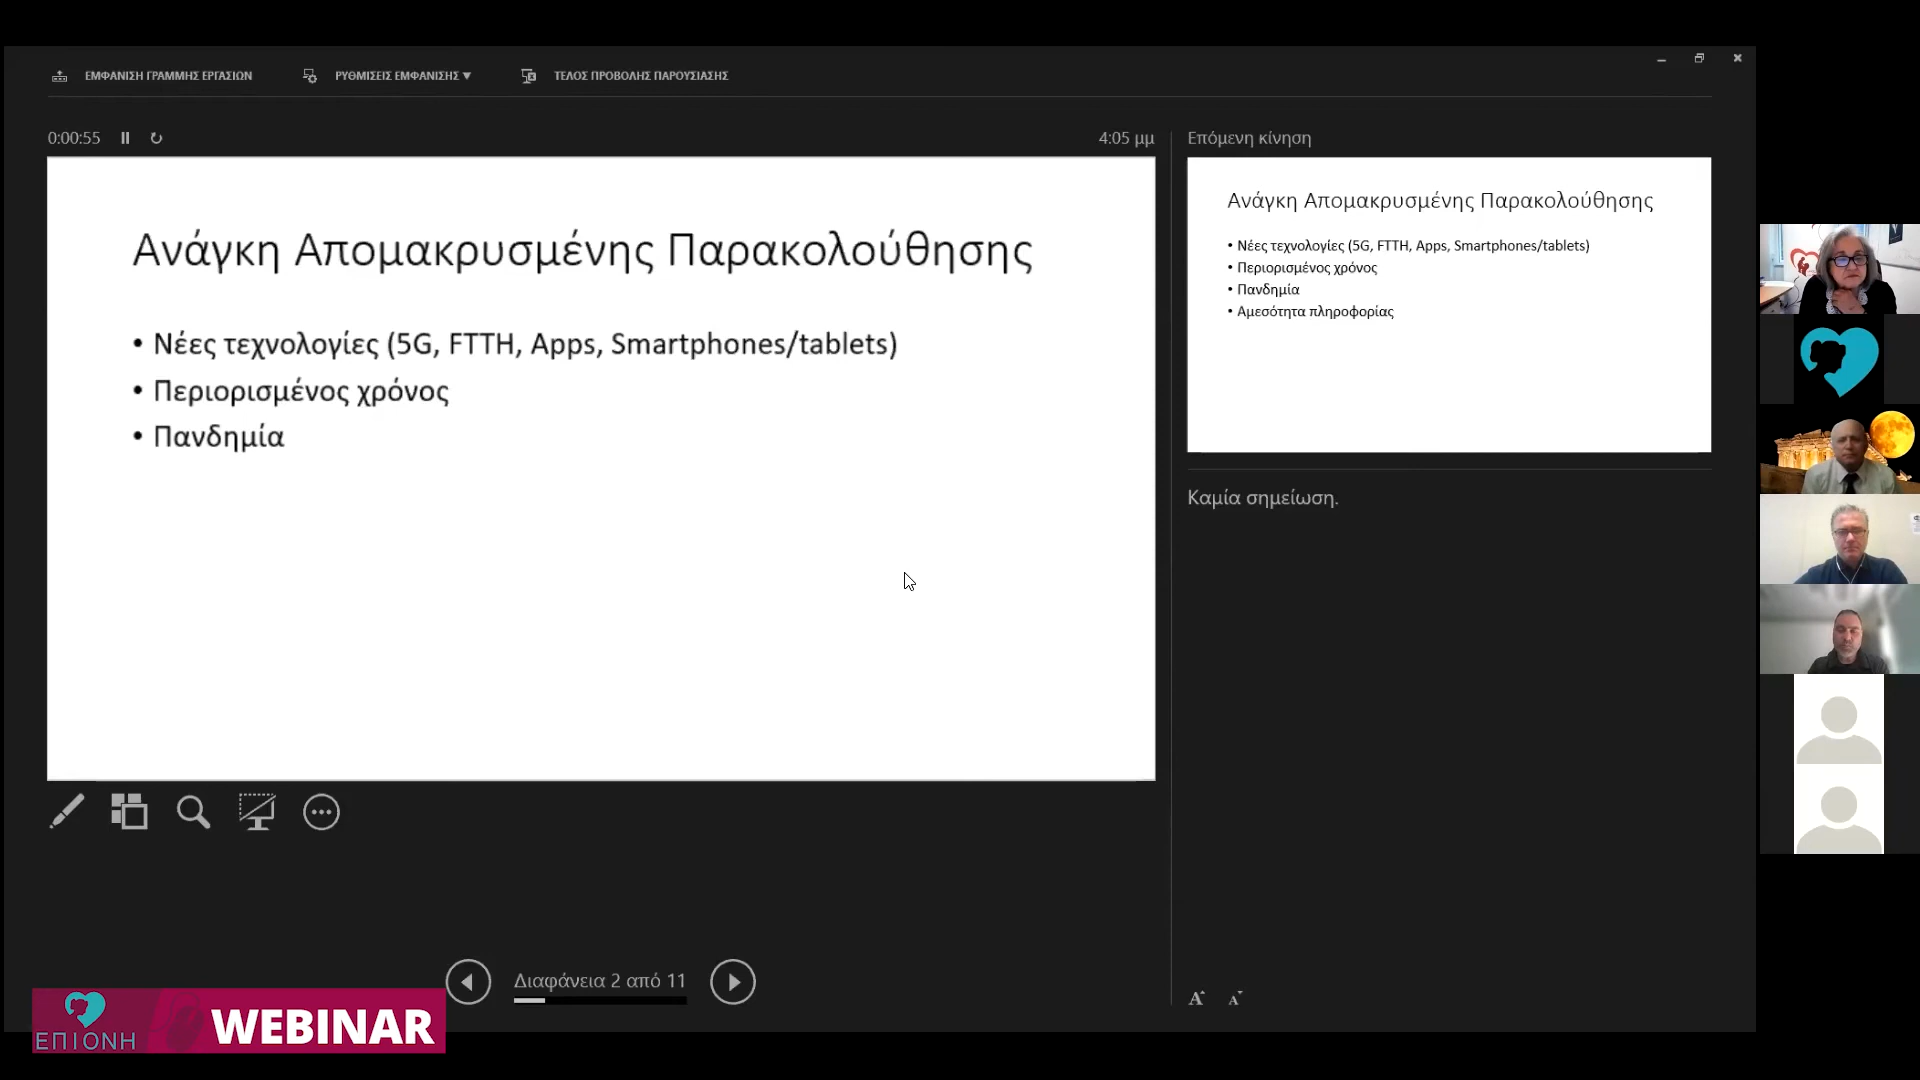 ΕΜΦΑΝΙΣΗ ΓΡΑΜΜΗΣ ΕΡΓΑΣΙΩΝ
ΡΥΘΜΙΣΕΙΣ ΕΜΦΑΝΙΣΗΣ ▼
ΤΕΛΟΣ ΠΡΟΒΟΛΗΣ ΠΑΡΟΥΣΙΑΣΗΣ
0:00:55
4:05 μμ
Ανάγκη Απομακρυσμένης Παρακολούθησης
• Νέες τεχνολογίες (5G, FTTH, Apps, Smartphones/tablets)
• Περιορισμένος χρόνος
• Πανδημία
Επόμενη κίνηση
Ανάγκη Απομακρυσμένης Παρακολούθησης
• Νέες τεχνολογίες (5G, FTTH, Apps, Smartphones/tablets)
• Περιορισμένος χρόνος
• Πανδημία
• Αμεσότητα πληροφορίας
Καμία σημείωση.
Διαφάνεια 2 από 11
ΕΠΙΟΝΗ
WEBINAR